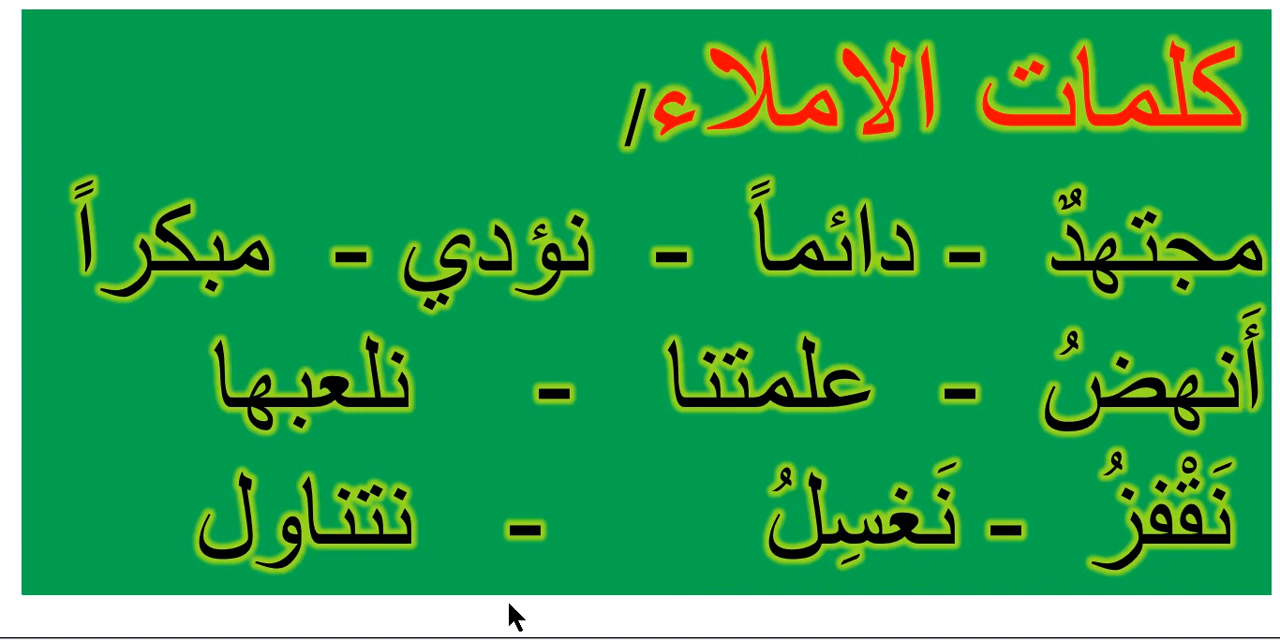 كلمات الاملاء/
مجتهدٌ - دائماً - نؤدي - مبكراً
أَنهضُ - علمتنا - نلعبها
نَقْفزُ - نَغسِلُ - نتناول